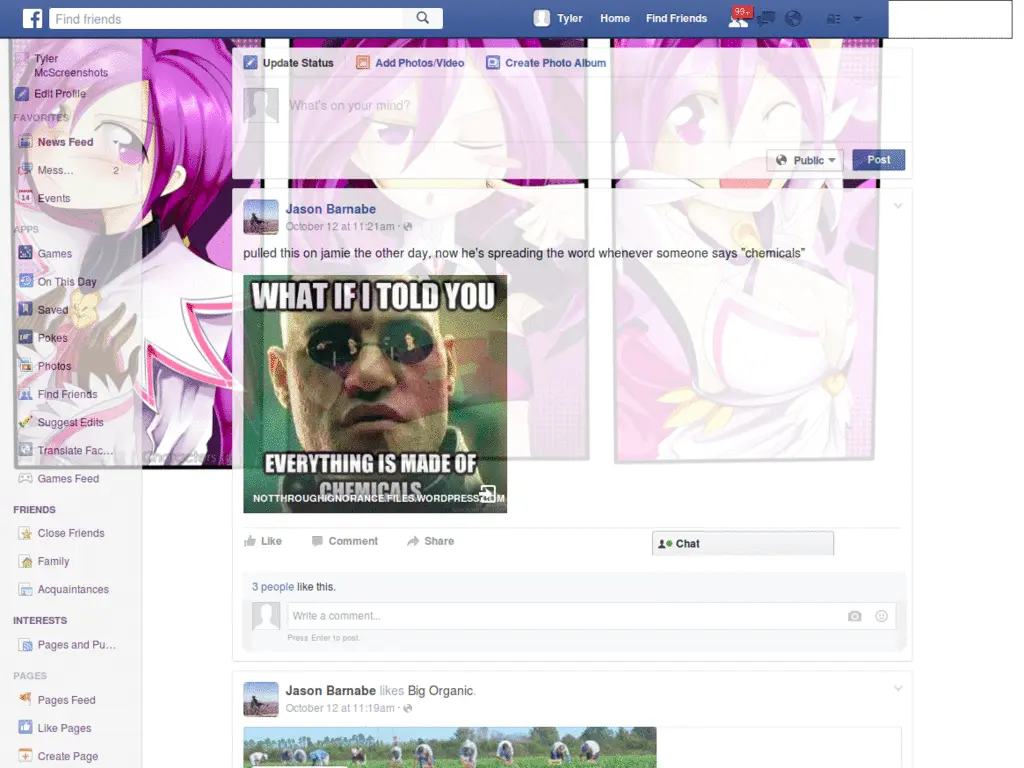 Find friends
Tyler
Home
Find Friends
99+
Tyler
McScreenshots
Edit Profile
FAVORITES
News Feed
Mess...
2
14
Events
APPS
Games
On This Day
Saved
Pokes
Photos
Find Friends
Suggest Edits
Translate Fac...
Games Feed
FRIENDS
Close Friends
Family
Acquaintances
INTERESTS
Pages and Pu...
PAGES
Pages Feed
Like Pages
Create Page
Update Status
Add Photos/Video
Create Photo Album
What's on your mind?
Public
Post
Jason Barnabe
October 12 at 11:21am ·
pulled this on jamie the other day, now he's spreading the word whenever someone says "chemicals"
WHAT IF I TOLD YOU
EVERYTHING IS MADE OF
CHEMICALS
Like
Comment
Share
Chat
3 people like this.
Write a comment...
Press Enter to post.
Jason Barnabe likes Big Organic.
October 12 at 11:19am ·